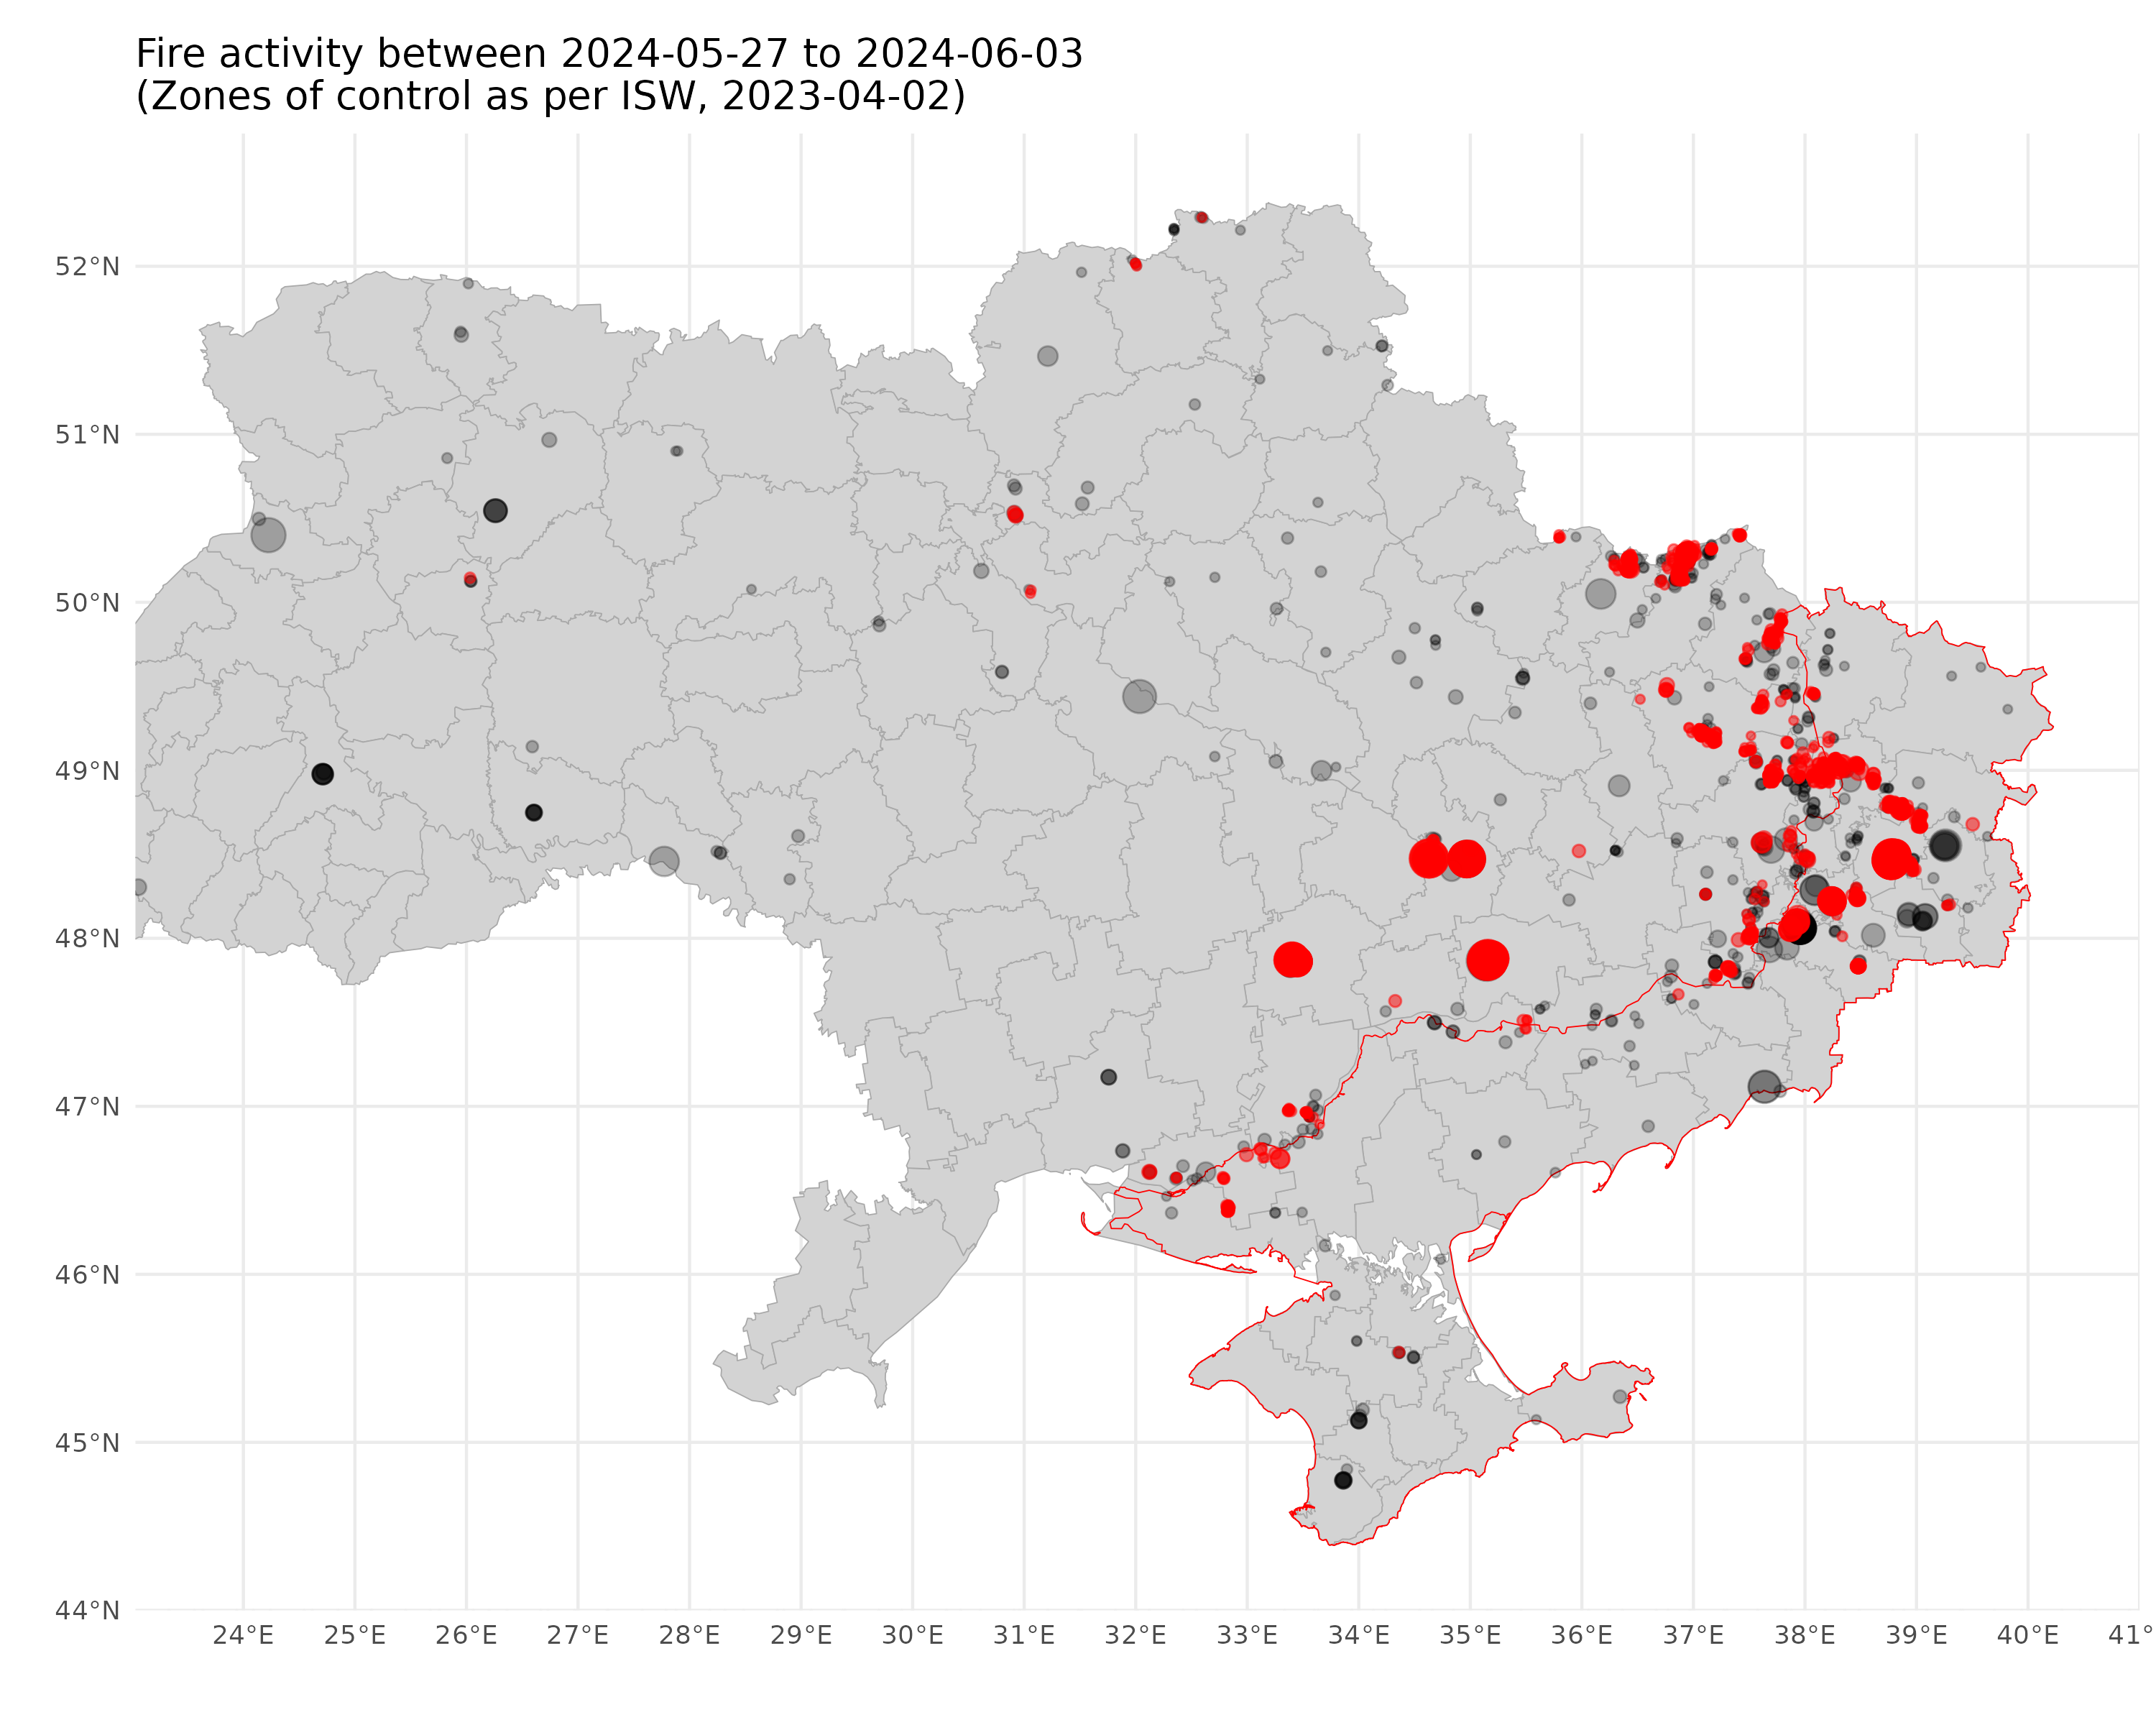 Fire activity between 2024-05-27 to 2024-06-03
(Zones of control as per ISW, 2023-04-02)
52°N
51°N
50°N
49°N
48°N
47°N
46°N
45°N
44°N
24°E 25°E 26°E 27°E 28°E 29°E 30°E 31°E 32°E 33°E 34°E 35°E 36°E 37°E 38°E 39°E 40°E 41°